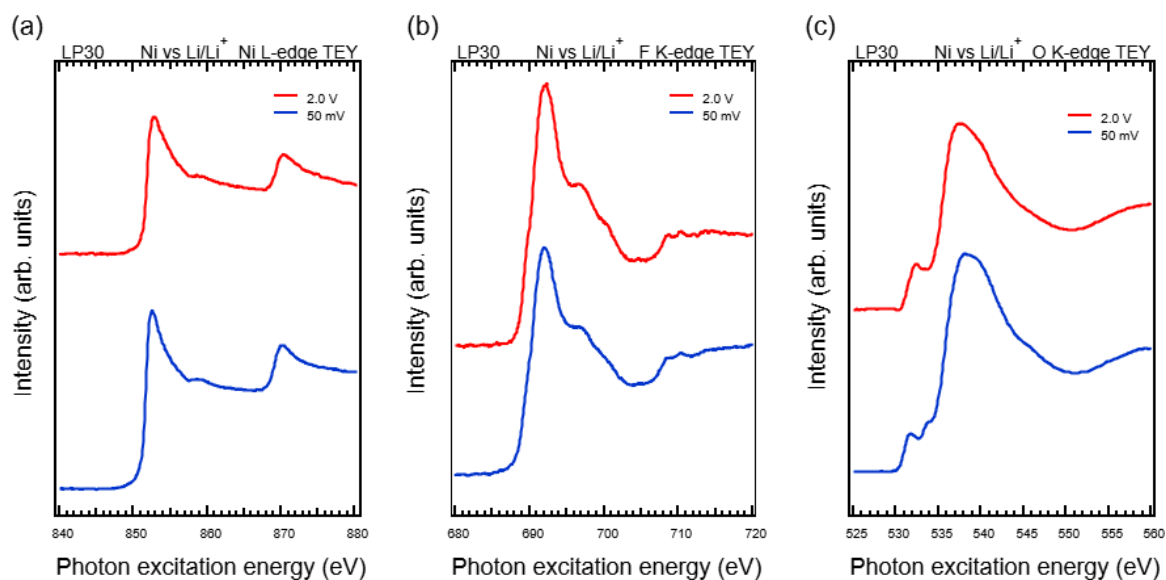 (a)
LP30 Ni vs Li/Li⁺ Ni L-edge TEY
2.0 V
50 mV
Intensity (arb. units)
840 850 860 870 880
Photon excitation energy (eV)
(b)
LP30 Ni vs Li/Li⁺ F K-edge TEY
2.0 V
50 mV
Intensity (arb. units)
680 690 700 710 720
Photon excitation energy (eV)
(c)
LP30 Ni vs Li/Li⁺ O K-edge TEY
2.0 V
50 mV
Intensity (arb. units)
525 530 535 540 545 550 555 560
Photon excitation energy (eV)